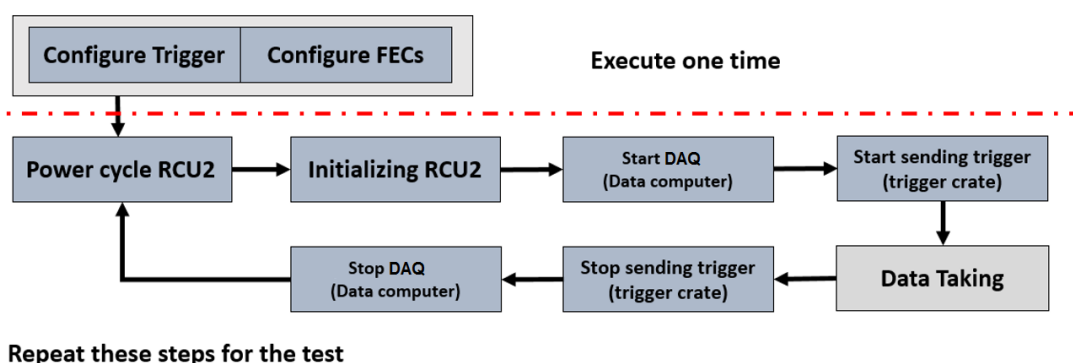 Configure Trigger
Configure FECs
Execute one time
Power cycle RCU2
Initializing RCU2
Start DAQ
(Data computer)
Start sending trigger
(trigger crate)
Stop DAQ
(Data computer)
Stop sending trigger
(trigger crate)
Data Taking
Repeat these steps for the test